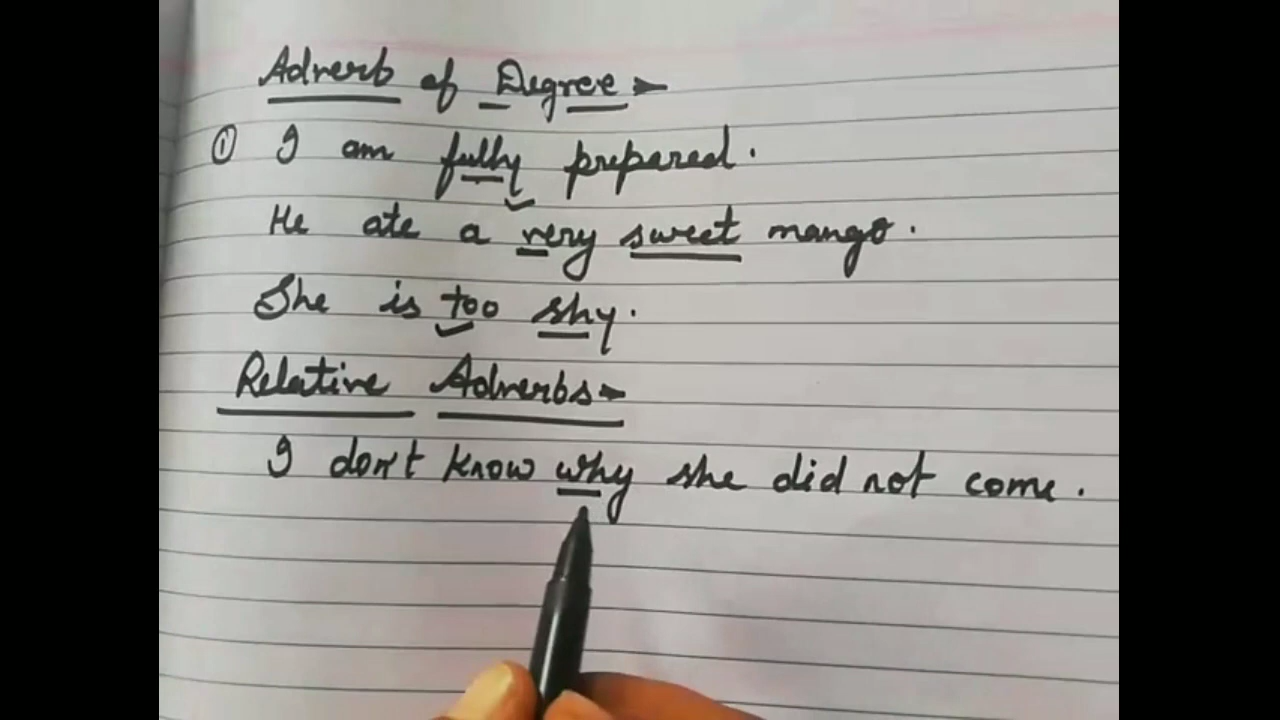 Adverb of Degree
① I am fully prepared.
He ate a very sweet mango.
She is too shy.
Relative Adverbs
I don't know why she did not come.